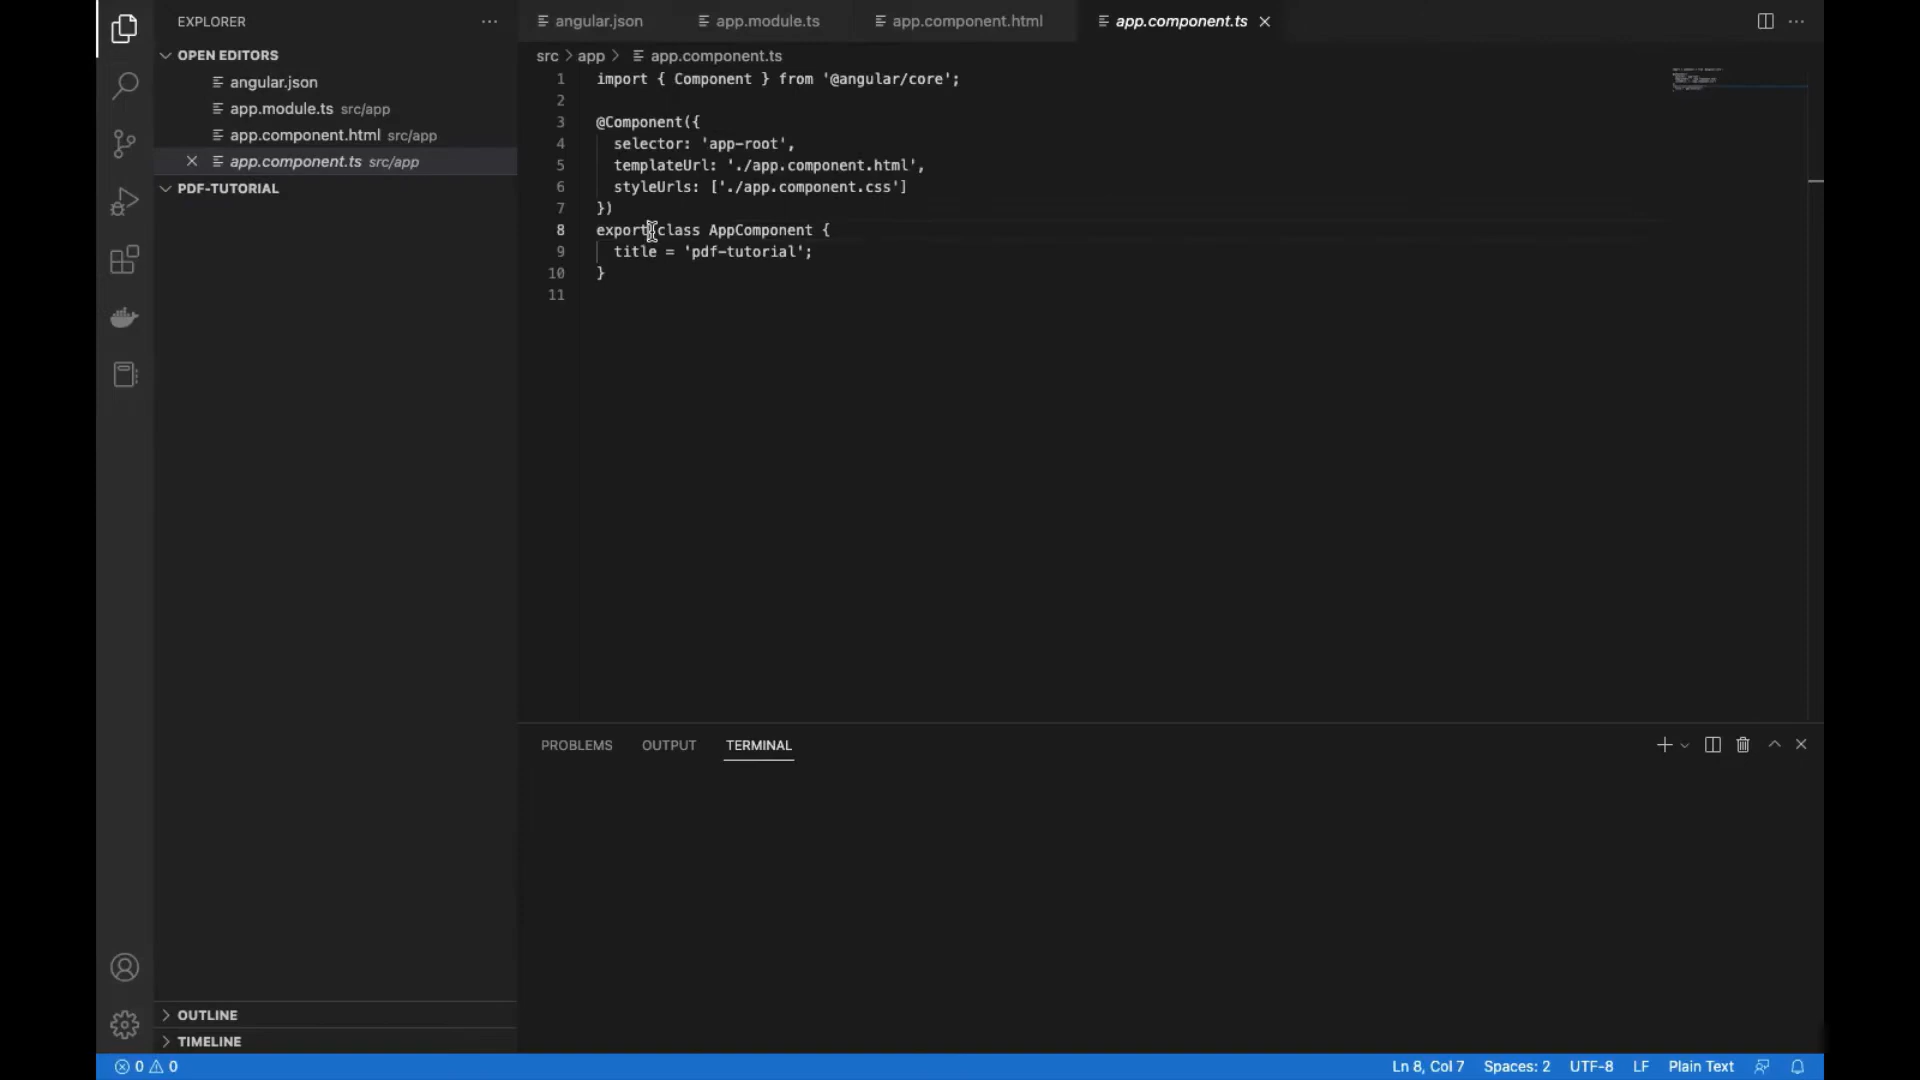 EXPLORER
OPEN EDITORS
angular.json
app.module.ts src/app
app.component.html src/app
app.component.ts src/app
PDF-TUTORIAL
OUTLINE
TIMELINE
angular.json
app.module.ts
app.component.html
app.component.ts
src > app > app.component.ts
1 import { Component } from '@angular/core';
2
3 @Component({
4 selector: 'app-root',
5 templateUrl: './app.component.html',
6 styleUrls: ['./app.component.css']
7 })
8 export class AppComponent {
9 title = 'pdf-tutorial';
10 }
11
PROBLEMS OUTPUT TERMINAL
0 0
Ln 8, Col 7 Spaces: 2 UTF-8 LF Plain Text